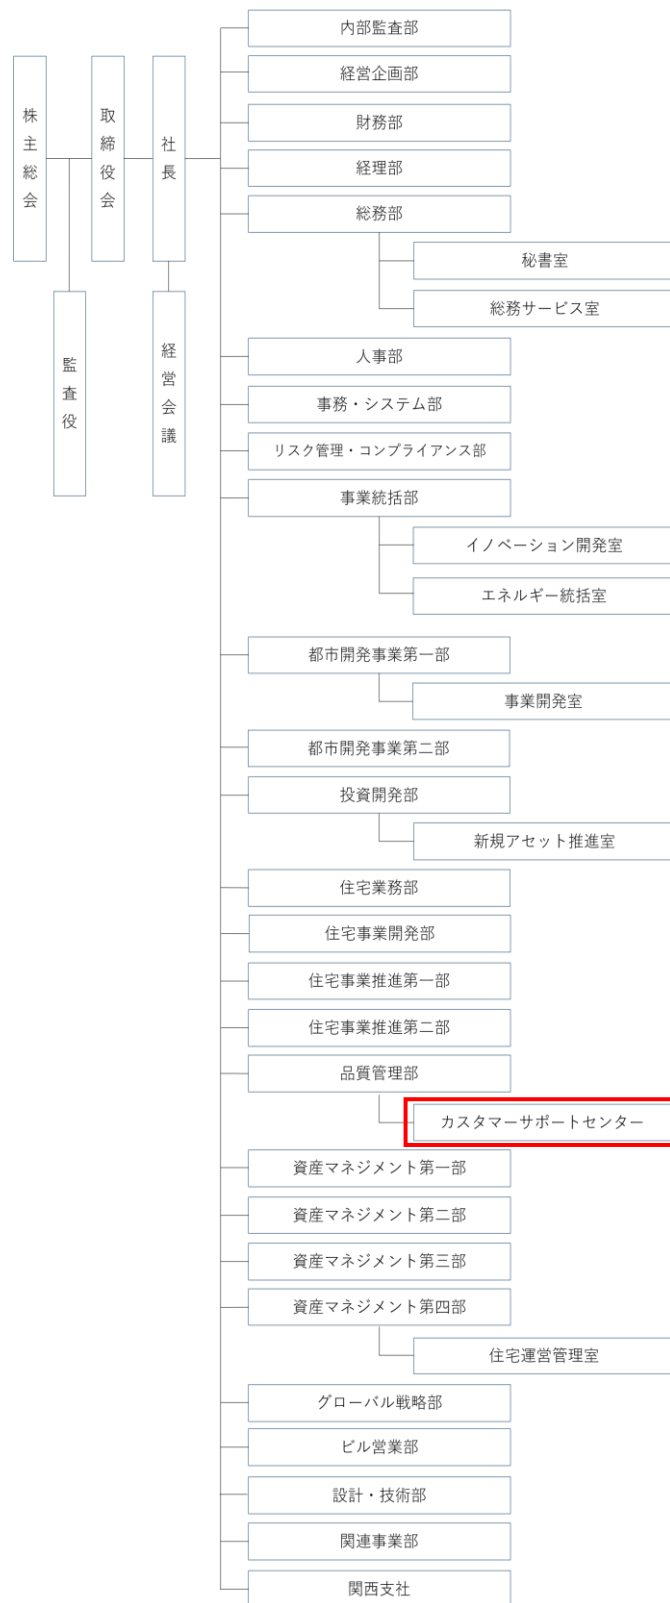 株主総会
取締役会
社長
監査役
経営会議
内部監査部
経営企画部
財務部
経理部
総務部
秘書室
総務サービス室
人事部
事務・システム部
リスク管理・コンプライアンス部
事業統括部
イノベーション開発室
エネルギー統括室
都市開発事業第一部
事業開発室
都市開発事業第二部
投資開発部
新規アセット推進室
住宅業務部
住宅事業開発部
住宅事業推進第一部
住宅事業推進第二部
品質管理部
カスタマーサポートセンター
資産マネジメント第一部
資産マネジメント第二部
資産マネジメント第三部
資産マネジメント第四部
住宅運営管理室
グローバル戦略部
ビル営業部
設計・技術部
関連事業部
関西支社